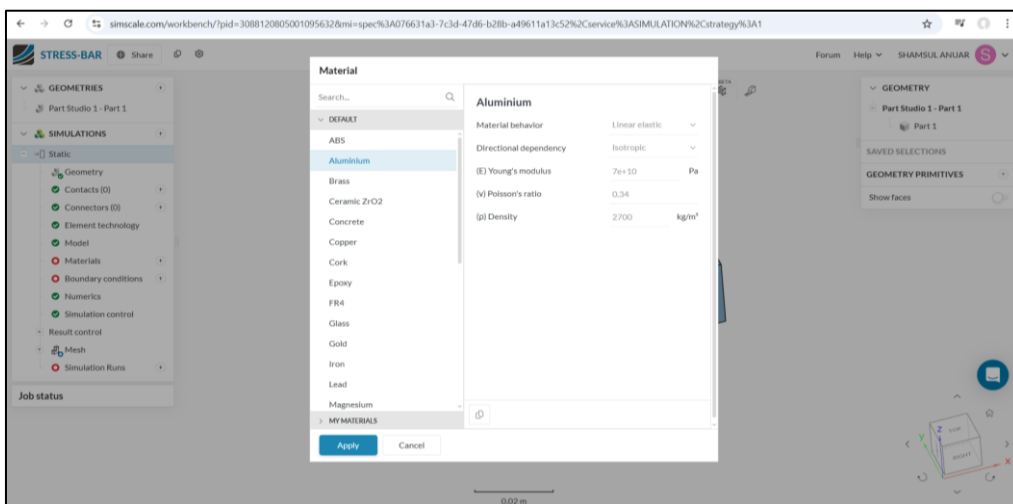 simscale.com/workbench/?pid=3088120805001095632&mi=spec%3A076631a3-7c3d-47d6-b28b-a49611a13c52%2Cservice%3ASIMULATION%2Cstrategy%3A1
STRESS-BAR Share
Forum Help SHAMSUL ANUAR S
GEOMETRIES
Part Studio 1 - Part 1
SIMULATIONS
Static
Geometry
Contacts (0)
Connectors (0)
Element technology
Model
Materials
Boundary conditions
Numerics
Simulation control
Result control
Mesh
Simulation Runs
Job status
Material
Search...
DEFAULT
ABS
Aluminium
Brass
Ceramic ZrO2
Concrete
Copper
Cork
Epoxy
FR4
Glass
Gold
Iron
Lead
Magnesium
MY MATERIALS
Apply Cancel
Aluminium
Material behavior Linear elastic
Directional dependency Isotropic
(E) Young's modulus 7e+10 Pa
(ν) Poisson's ratio 0.34
(ρ) Density 2700 kg/m³
GEOMETRY
Part Studio 1 - Part 1
Part 1
SAVED SELECTIONS
GEOMETRY PRIMITIVES
Show faces
0.02 m
Z
TOP
Y
RIGHT
X